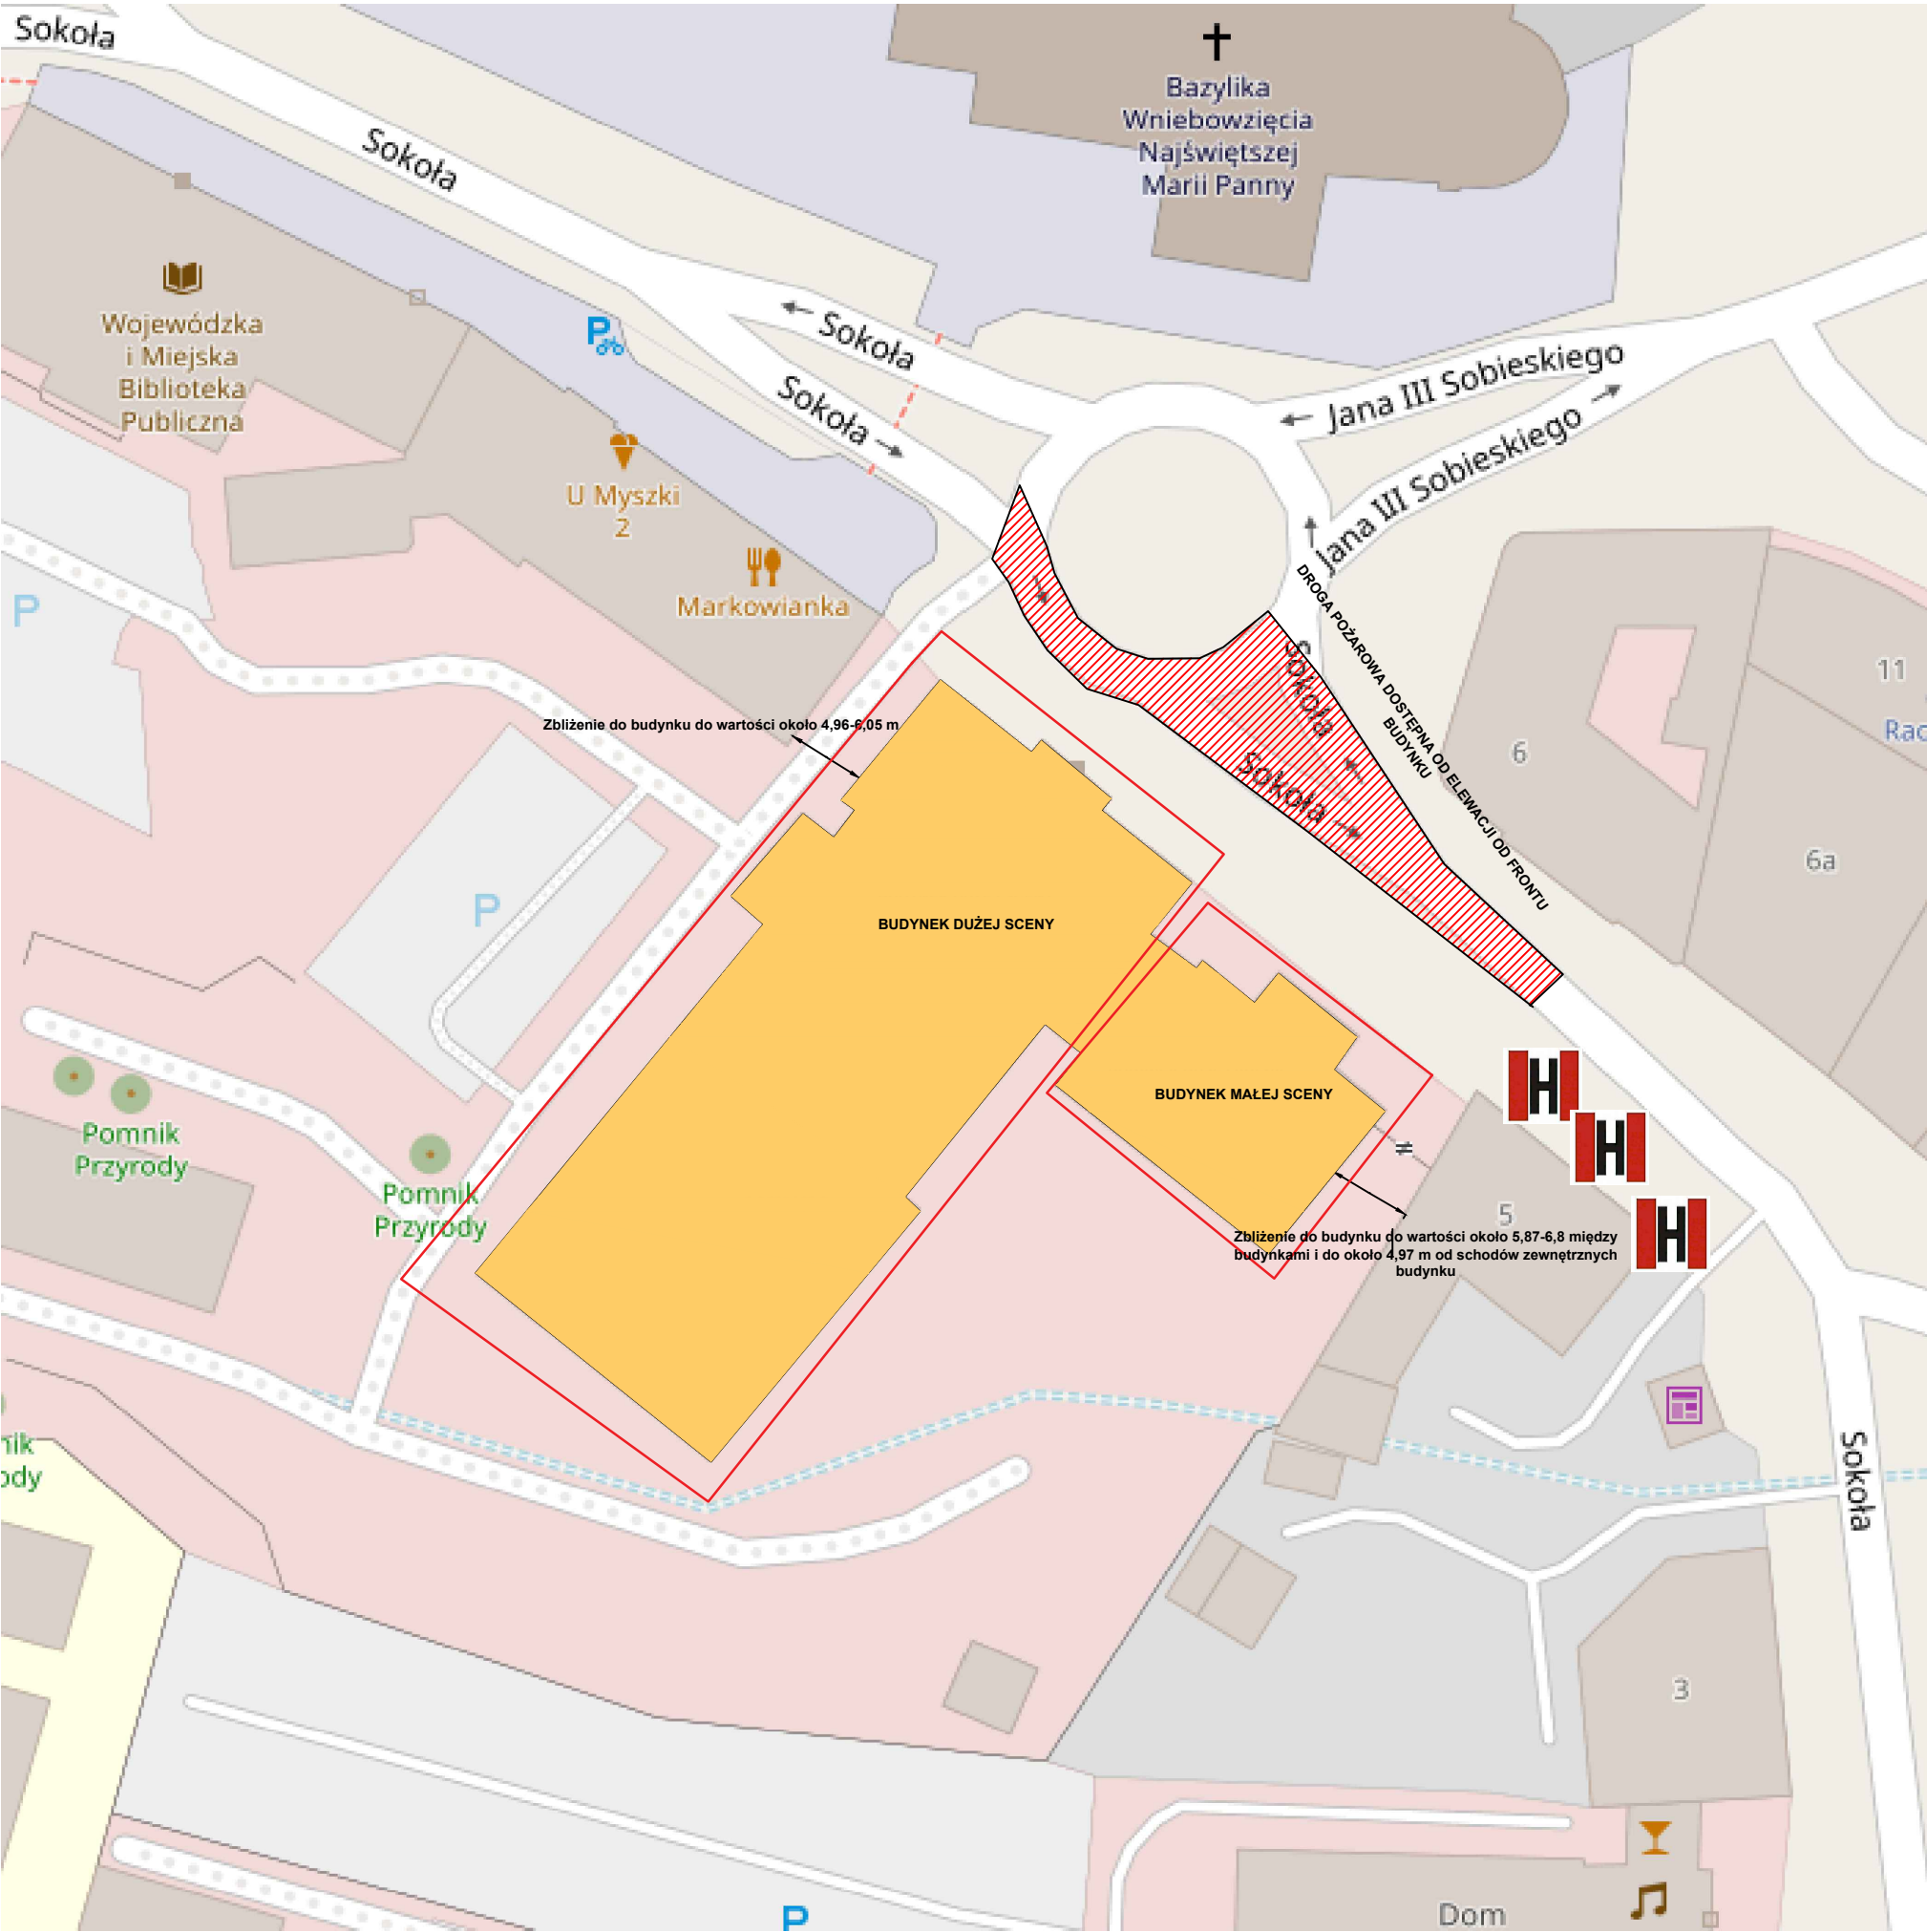 Sokoła
Sokoła
Bazylika
Wniebowzięcia
Najświętszej
Marii Panny
Wojewódzka
i Miejska
Biblioteka
Publiczna
P
Sokoła
Sokoła
Jana III Sobieskiego
Jana III Sobieskiego
U Myszki
2
Markowianka
P
DROGA POŻAROWA DOSTĘPNA OD ELEWACJI OD FRONTU
BUDYNKU
Sokoła
Sokoła
11
6
6a
Zbliżenie do budynku do wartości około 4,96-6,05 m
P
BUDYNEK DUŻEJ SCENY
BUDYNEK MAŁEJ SCENY
H
H
H
Pomnik
Przyrody
Pomnik
Przyrody
5
Zbliżenie do budynku do wartości około 5,87-6,8 między
budynkami i do około 4,97 m od schodów zewnętrznych
budynku
Sokoła
3
P
Dom